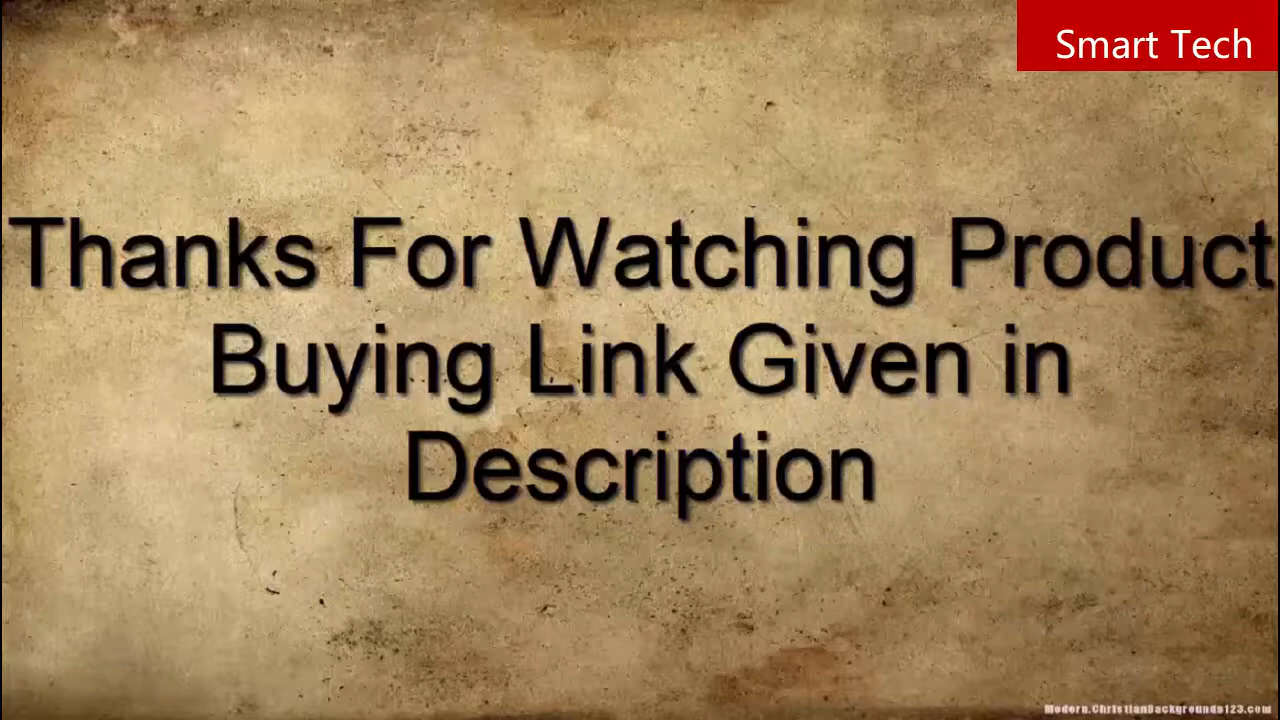 Smart Tech
Thanks For Watching Product
Buying Link Given in
Description
Modern.ChristianBackgrounds123.com